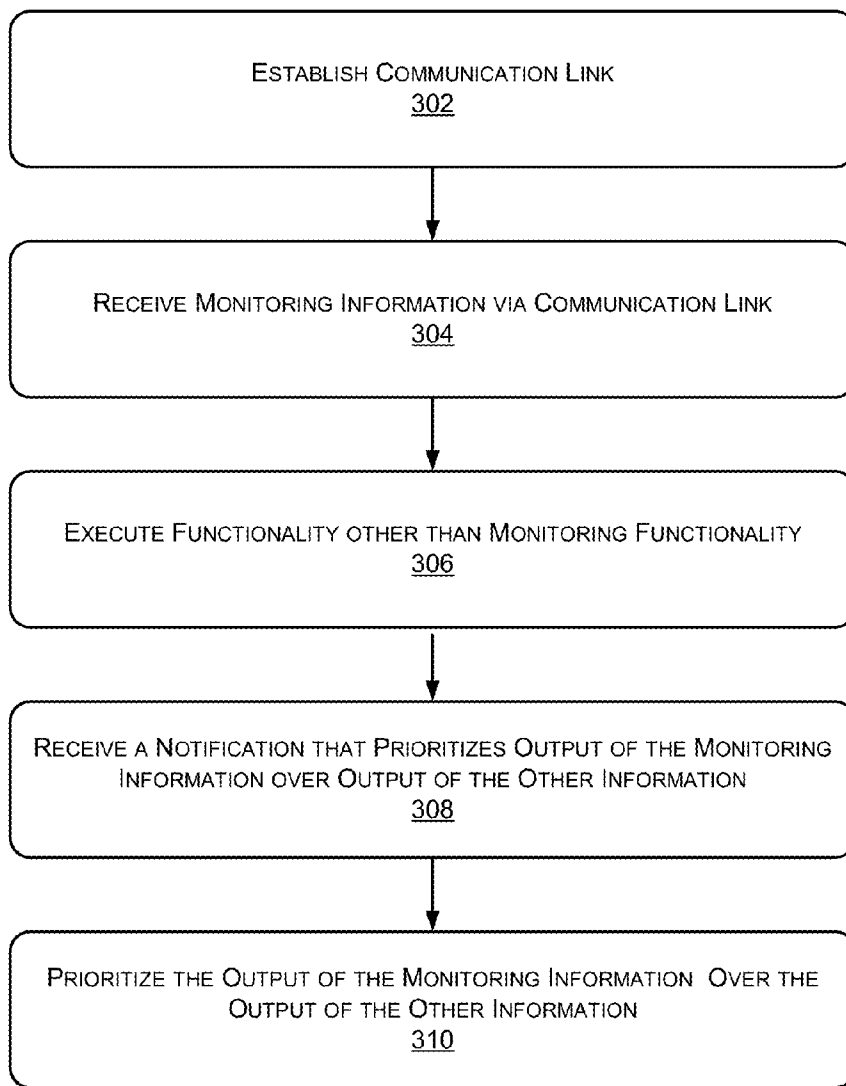 Establish Communication Link
302
Receive Monitoring Information via Communication Link
304
Execute Functionality other than Monitoring Functionality
306
Receive a Notification that Prioritizes Output of the Monitoring
Information over Output of the Other Information
308
Prioritize the Output of the Monitoring Information Over the
Output of the Other Information
310